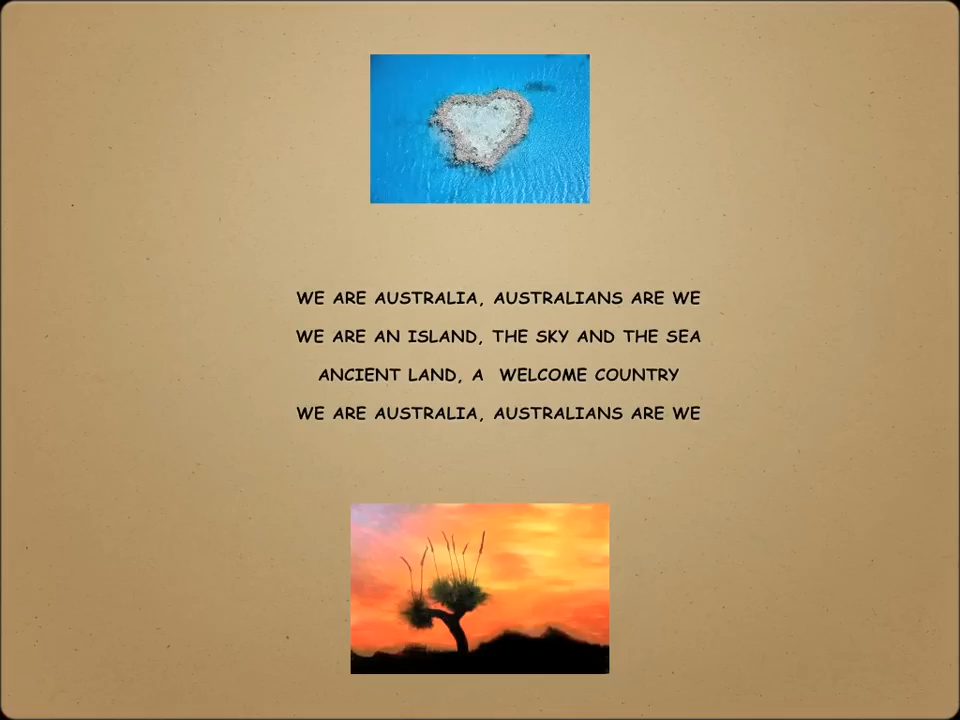 WE ARE AUSTRALIA, AUSTRALIANS ARE WE
WE ARE AN ISLAND, THE SKY AND THE SEA
ANCIENT LAND, A WELCOME COUNTRY
WE ARE AUSTRALIA, AUSTRALIANS ARE WE